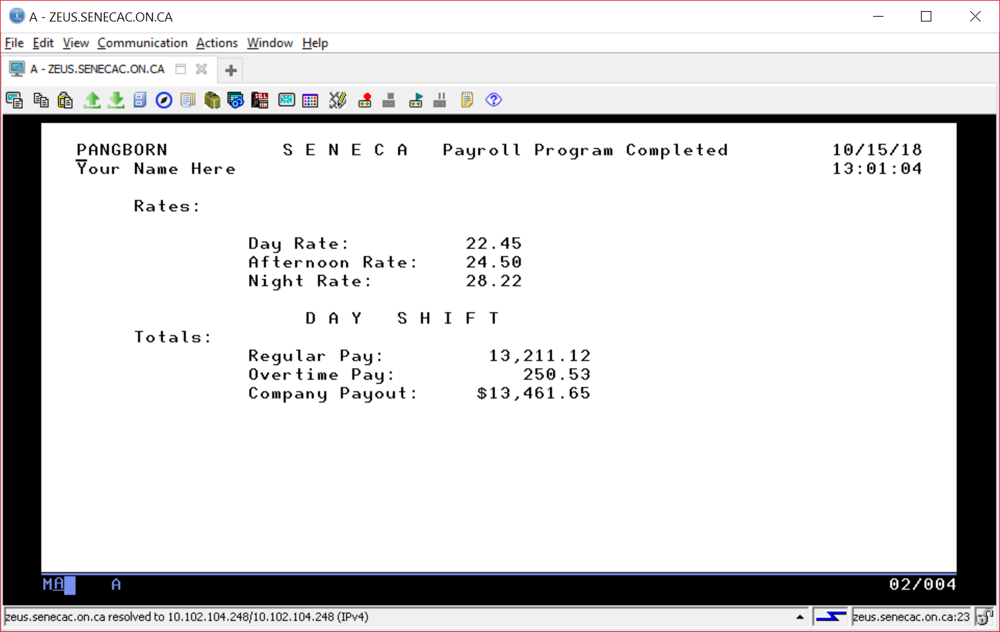 A - ZEUS.SENECAC.ON.CA
File Edit View Communication Actions Window Help
A - ZEUS.SENECAC.ON.CA
PANGBORN S E N E C A Payroll Program Completed 10/15/18
Your Name Here 13:01:04
Rates:
Day Rate: 22.45
Afternoon Rate: 24.50
Night Rate: 28.22
D A Y S H I F T
Totals:
Regular Pay: 13,211.12
Overtime Pay: 250.53
Company Payout: $13,461.65
MA A 02/004
zeus.senecac.on.ca resolved to 10.102.104.248/10.102.104.248 (IPv4) zeus.senecac.on.ca:23